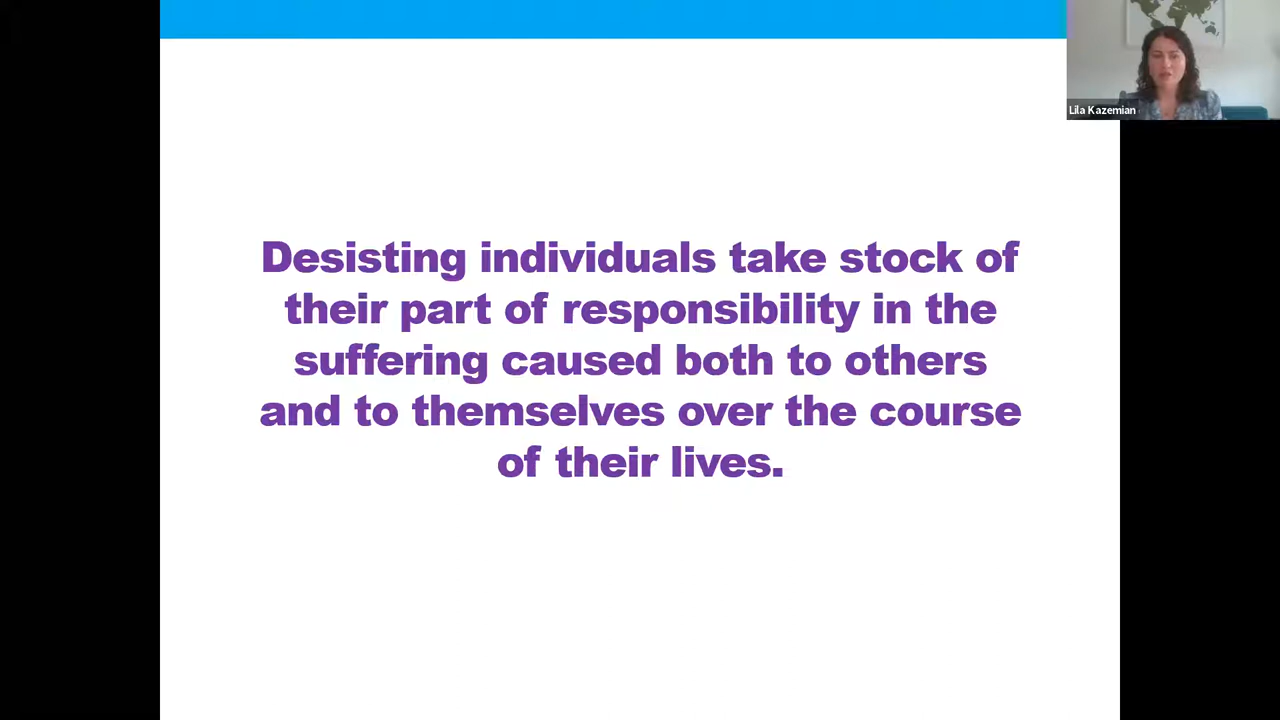 Lila Kazemian
Desisting individuals take stock of
their part of responsibility in the
suffering caused both to others
and to themselves over the course
of their lives.